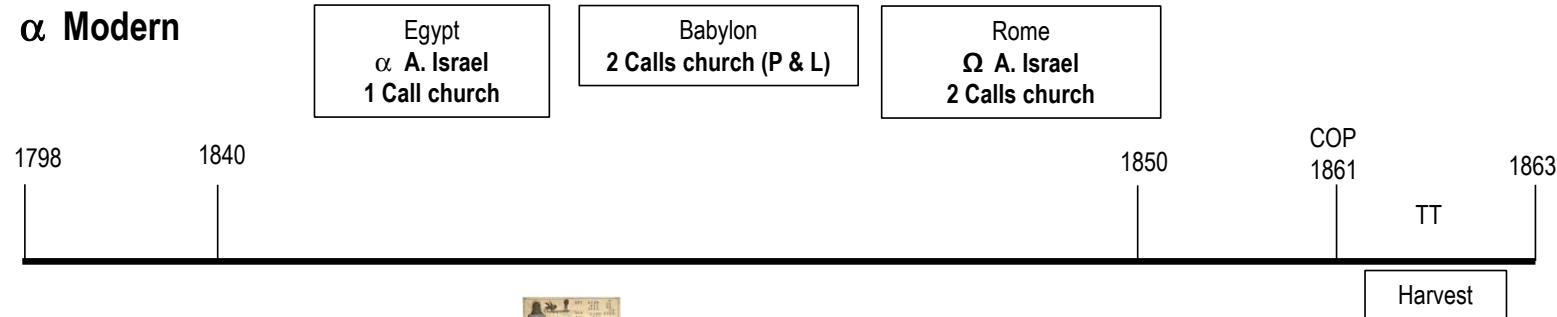 α Modern
Egypt
α A. Israel
1 Call church
Babylon
2 Calls church (P & L)
Rome
Ω A. Israel
2 Calls church
1798
1840
1850
COP
1861
1863
TT
Harvest